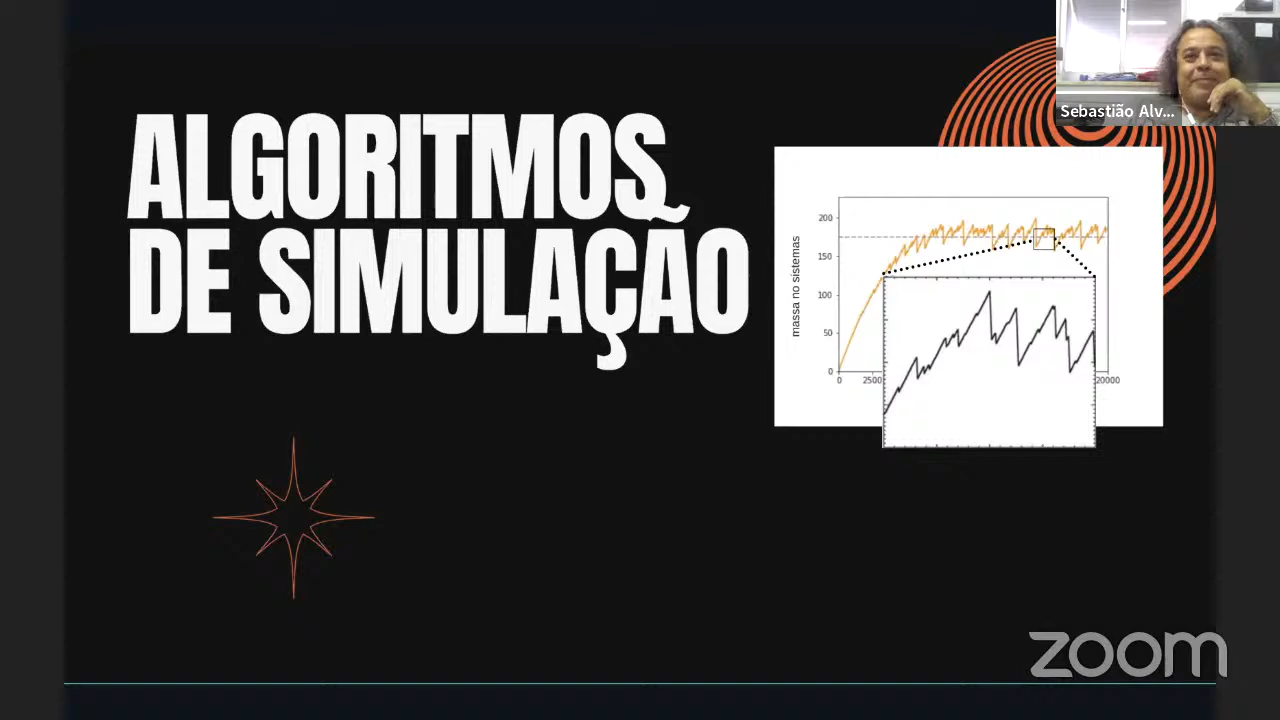 ALGORITMOS
DE SIMULAÇÃO
Sebastião Alv...
massa no sistemas
200
150
100
50
0
0
2500
20000
zoom